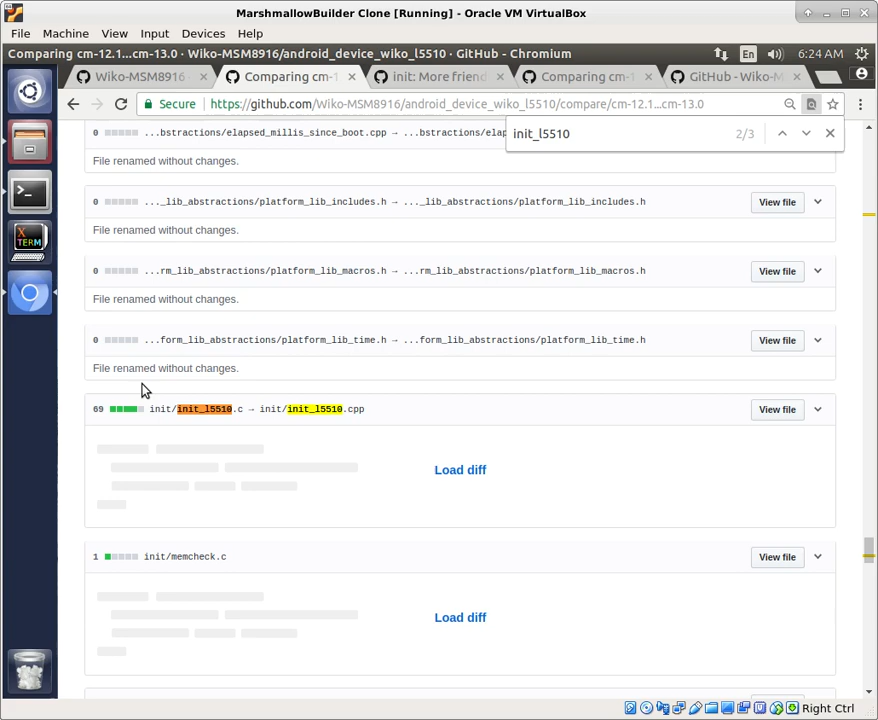 MarshmallowBuilder Clone [Running] - Oracle VM VirtualBox
File Machine View Input Devices Help
Comparing cm-12.1...cm-13.0 · Wiko-MSM8916/android_device_wiko_l5510 · GitHub - Chromium
En
6:24 AM
Wiko-MSM8916 - 
Comparing cm-1
init: More friend
Comparing cm-1
GitHub - Wiko-M
Secure
https://github.com/Wiko-MSM8916/android_device_wiko_l5510/compare/cm-12.1...cm-13.0
init_l5510
2/3
0 ...bstractions/elapsed_millis_since_boot.cpp → ...bstractions/elap
File renamed without changes.
0 ..._lib_abstractions/platform_lib_includes.h → ..._lib_abstractions/platform_lib_includes.h
View file
File renamed without changes.
0 ...rm_lib_abstractions/platform_lib_macros.h → ...rm_lib_abstractions/platform_lib_macros.h
View file
File renamed without changes.
0 ...form_lib_abstractions/platform_lib_time.h → ...form_lib_abstractions/platform_lib_time.h
View file
File renamed without changes.
69 init/init_l5510.c → init/init_l5510.cpp
View file
Load diff
1 init/memcheck.c
View file
Load diff
XTERM
Right Ctrl